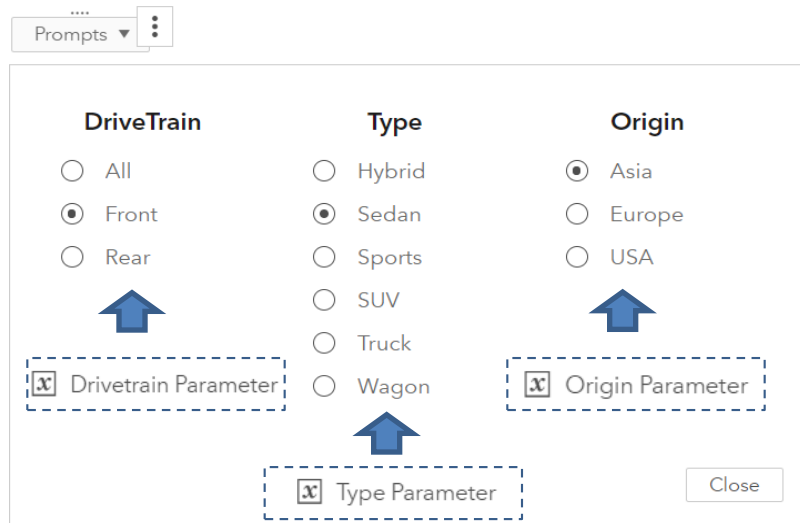 Prompts
DriveTrain
All
Front
Rear
x Drivetrain Parameter
Type
Hybrid
Sedan
Sports
SUV
Truck
Wagon
x Type Parameter
Origin
Asia
Europe
USA
x Origin Parameter
Close